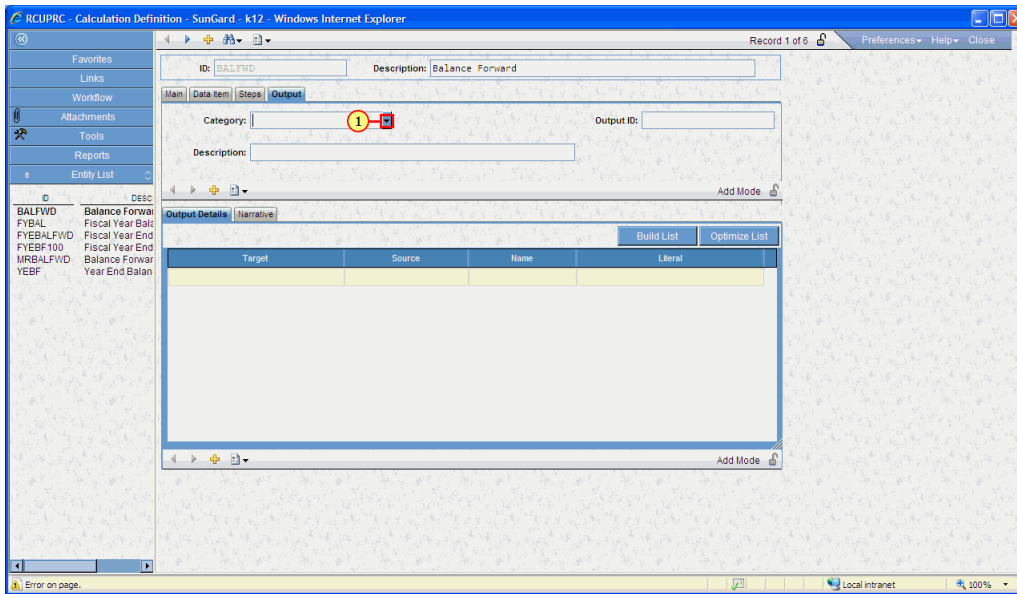 RCUPRC - Calculation Definition - SunGard - k12 - Windows Internet Explorer
Record 1 of 6
Preferences Help Close
Favorites
Links
Workflow
Attachments
Tools
Reports
6 Entity List
ID: BALFWD Description: Balance Forward
Main Data Item Steps Output
Category: 1 Output ID:
Description:
Add Mode
ID DESC
BALFWD Balance Forwar
FYBAL Fiscal Year Bala
FYEBALFWD Fiscal Year End
FYEBF100 Fiscal Year End
MRBALFWD Balance Forwar
YEBF Year End Balan
Output Details Narrative
Build List Optimize List
Target Source Name Literal
Add Mode
Error on page.
Local intranet 100%